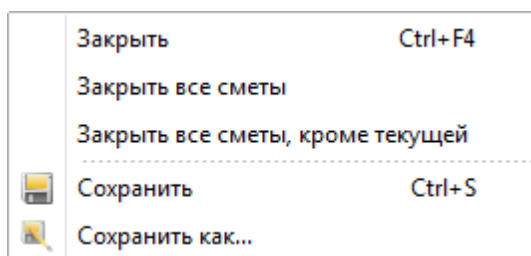 Закрыть Ctrl+F4
Закрыть все сметы
Закрыть все сметы, кроме текущей
Сохранить Ctrl+S
Сохранить как...